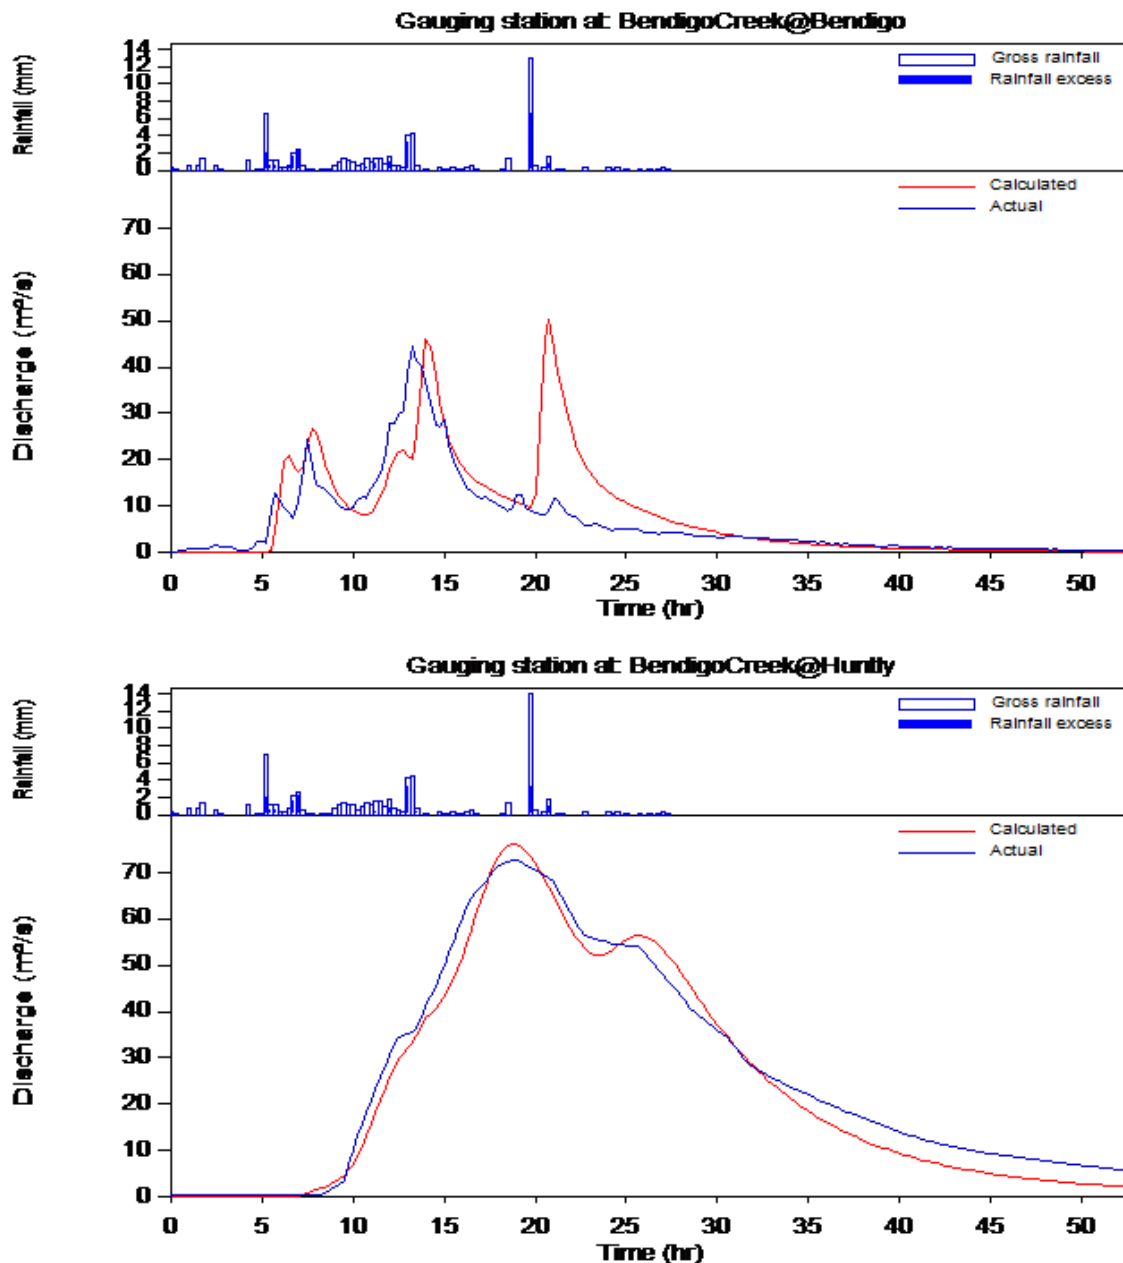 Gauging station at: BendigoCreek@Bendigo
14
12
10
8
6
4
2
0
Rainfall (mm)
Gross rainfall
Rainfall excess
Calculated
Actual
70
60
50
40
30
20
10
0
Discharge (m³/s)
0 5 10 15 20 25 30 35 40 45 50
Time (hr)
Gauging station at: BendigoCreek@Huntly
14
12
10
8
6
4
2
0
Rainfall (mm)
Gross rainfall
Rainfall excess
Calculated
Actual
70
60
50
40
30
20
10
0
Discharge (m³/s)
0 5 10 15 20 25 30 35 40 45 50
Time (hr)